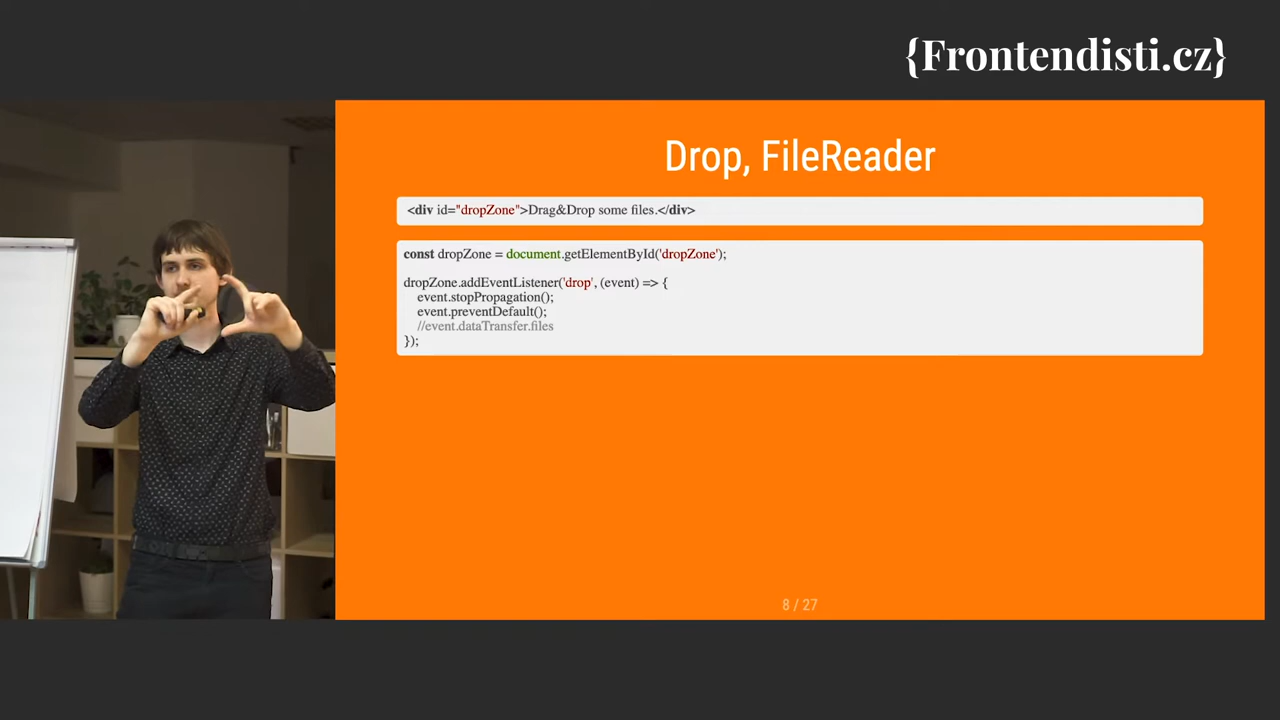 {Frontendisti.cz}
Drop, FileReader
<div id="dropZone">Drag&Drop some files.</div>
const dropZone = document.getElementById('dropZone');
dropZone.addEventListener('drop', (event) => {
event.stopPropagation();
event.preventDefault();
//event.dataTransfer.files
});
8 / 27